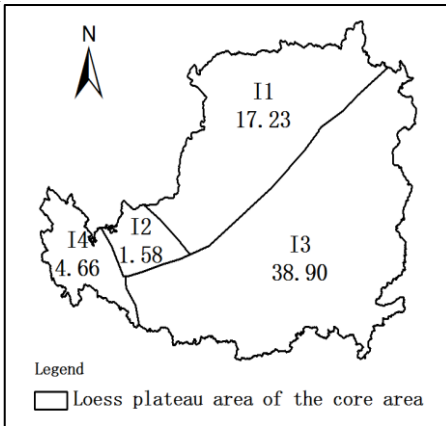 N
I1
17.23
I2
1.58
I4
4.66
I3
38.90
Legend
Loess plateau area of the core area